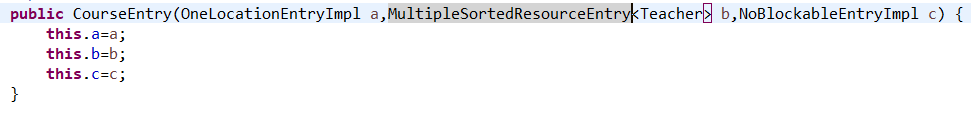 public CourseEntry(OneLocationEntryImpl a,MultipleSortedResourceEntry<Teacher> b,NoBlockableEntryImpl c) {
    this.a=a;
    this.b=b;
    this.c=c;
}